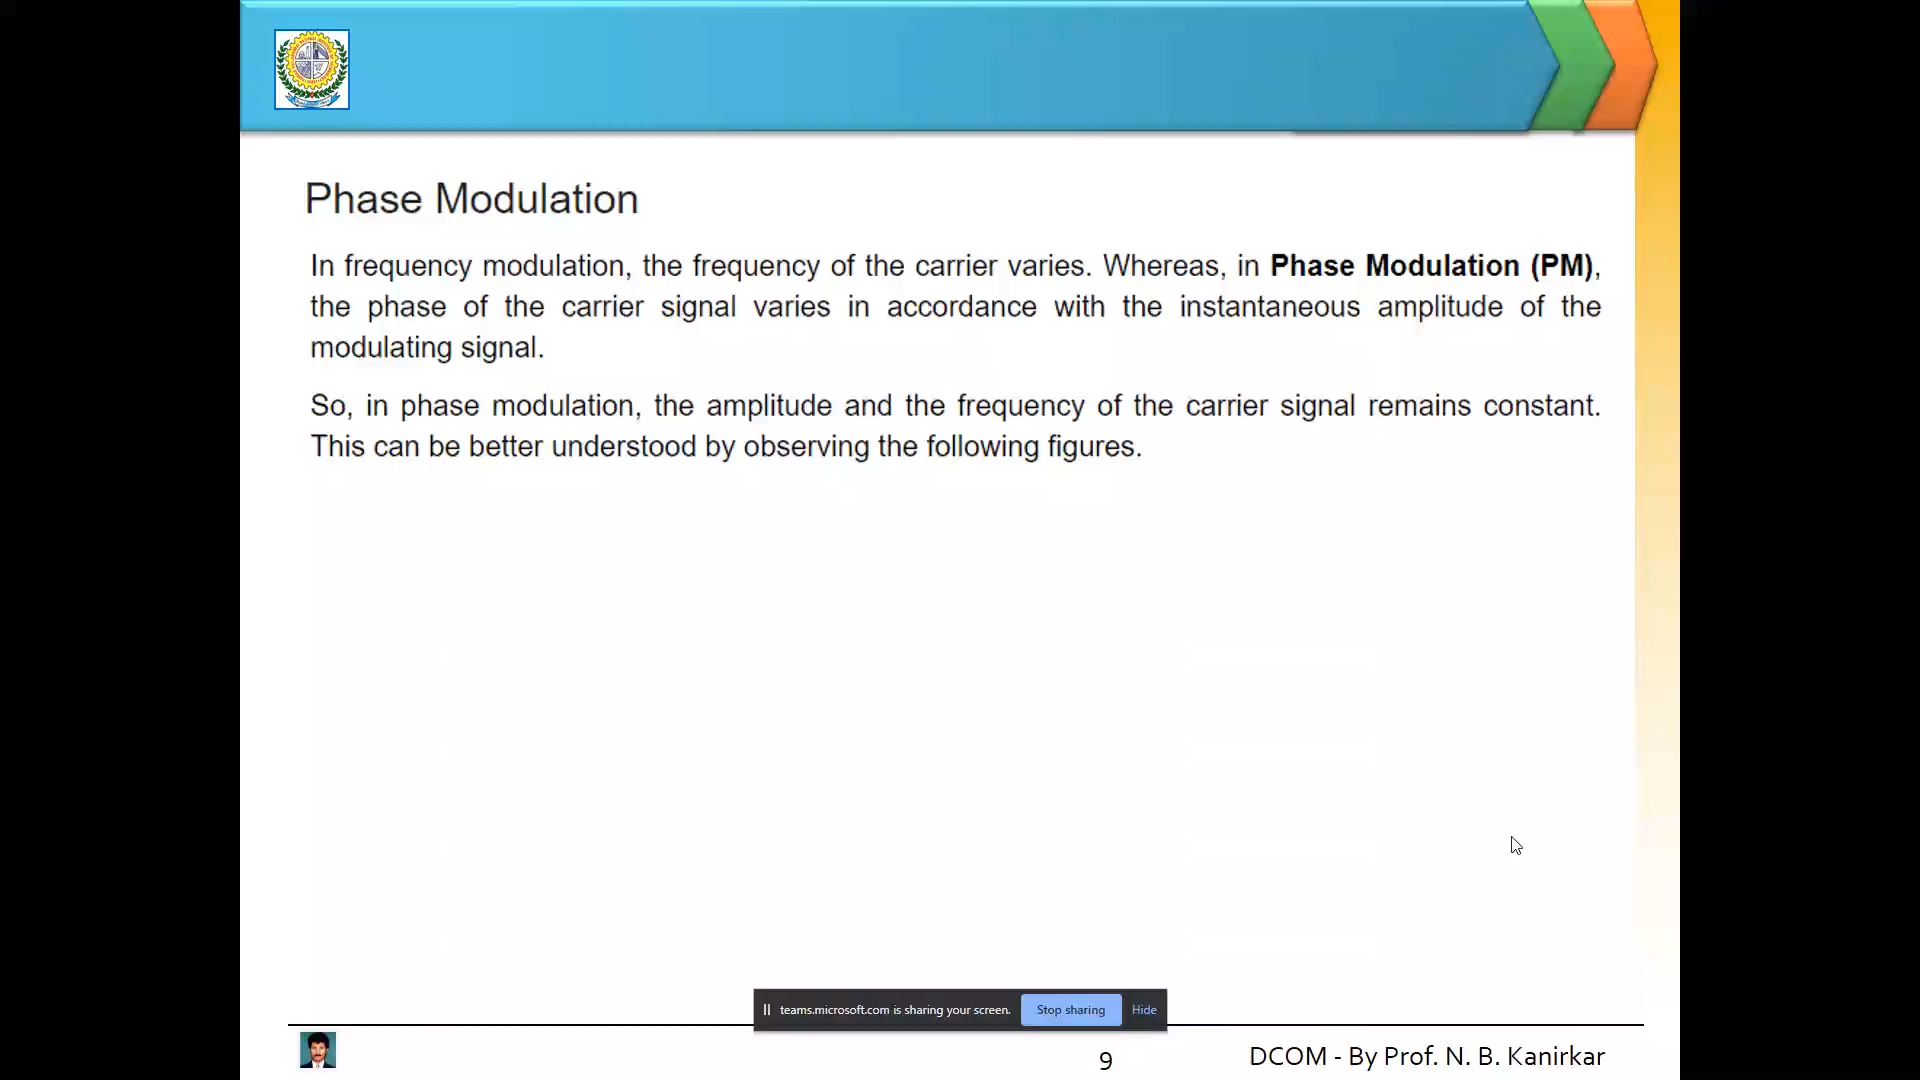 Phase Modulation
In frequency modulation, the frequency of the carrier varies. Whereas, in Phase Modulation (PM),
the phase of the carrier signal varies in accordance with the instantaneous amplitude of the
modulating signal.
So, in phase modulation, the amplitude and the frequency of the carrier signal remains constant.
This can be better understood by observing the following figures.
teams.microsoft.com is sharing your screen. Stop sharing Hide
9 DCOM - By Prof. N. B. Kanirkar